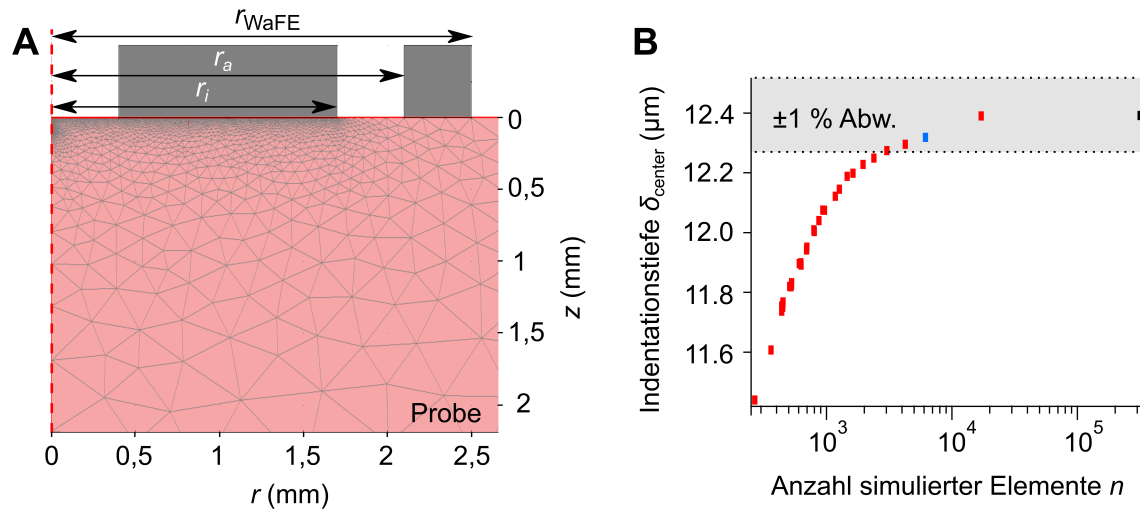 A
r_WaFE
r_a
r_i
0
0,5
1
1,5
2
z (mm)
Probe
0 0,5 1 1,5 2 2,5
r (mm)
B
Indentationstiefe δ_center (µm)
12.4
12.2
12.0
11.8
11.6
±1 % Abw.
10^3 10^4 10^5
Anzahl simulierter Elemente n